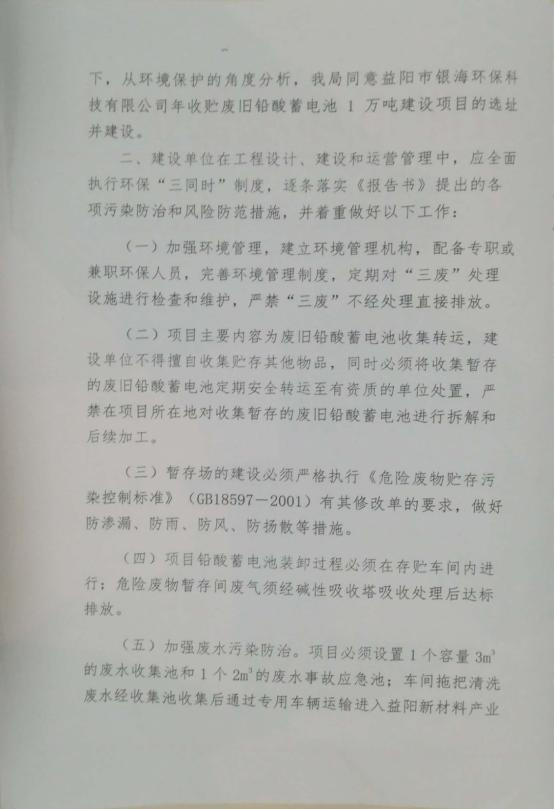 下，从环境保护的角度分析，我局同意益阳市银海环保科
技有限公司年收贮废旧铅酸蓄电池 1 万吨建设项目的选址
并建设。
二、建设单位在工程设计、建设和运营管理中，应全面
执行环保“三同时”制度，逐条落实《报告书》提出的各
项污染防治和风险防范措施，并着重做好以下工作：
（一）加强环境管理，建立环境管理机构，配备专职或
兼职环保人员，完善环境管理制度，定期对“三废”处理
设施进行检查和维护，严禁“三废”不经处理直接排放。
（二）项目主要内容为废旧铅酸蓄电池收集转运，建
设单位不得擅自收集贮存其他物品，同时必须将收集暂存
的废旧铅酸蓄电池定期安全转运至有资质的单位处置，严
禁在项目所在地对收集暂存的废旧铅酸蓄电池进行拆解和
后续加工。
（三）暂存场的建设必须严格执行《危险废物贮存污
染控制标准》（GB18597－2001）有其修改单的要求，做好
防渗漏、防雨、防风、防扬散等措施。
（四）项目铅酸蓄电池装卸过程必须在存贮车间内进
行；危险废物暂存间废气须经碱性吸收塔吸收处理后达标
排放。
（五）加强废水污染防治。项目必须设置 1 个容量 3m³
的废水收集池和 1 个 2m³的废水事故应急池；车间拖把清洗
废水经收集池收集后通过专用车辆运输进入益阳新材料产业